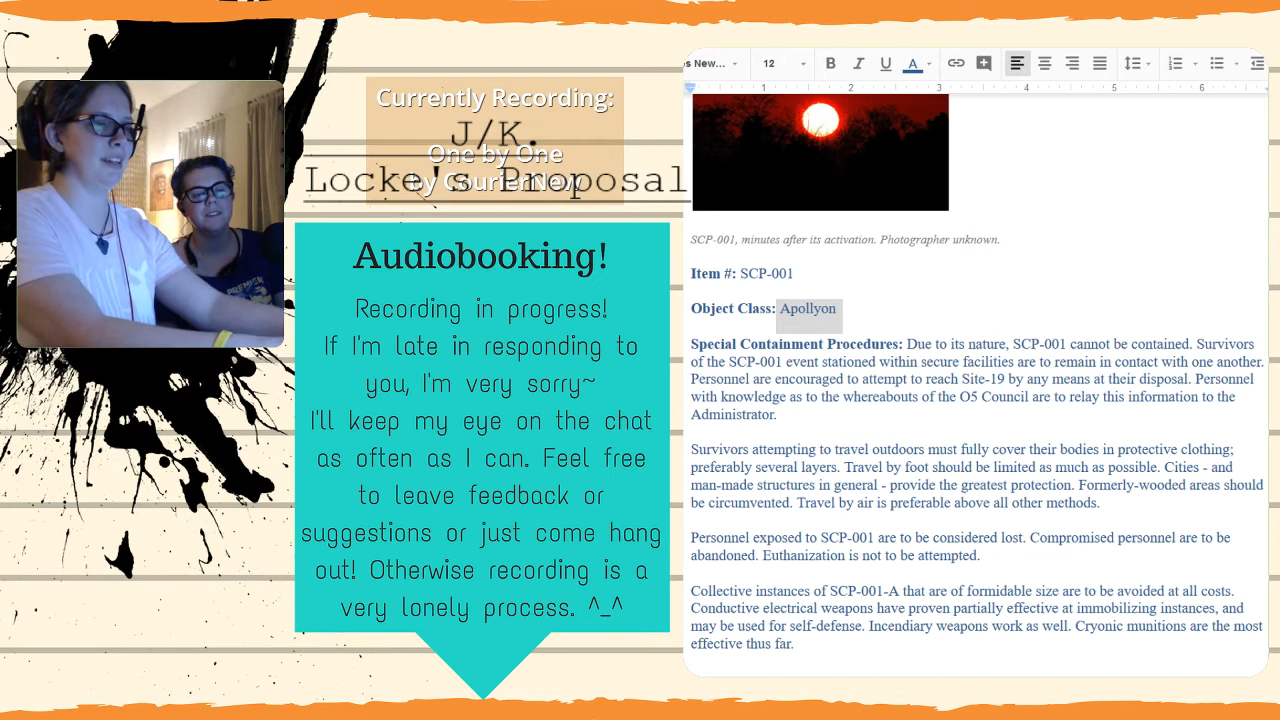 Currently Recording:
One by One
by CourierNew
J/K.
Locke's Proposal
Audiobooking!
Recording in progress!
If I'm late in responding to
you, I'm very sorry~
I'll keep my eye on the chat
as often as I can. Feel free
to leave feedback or
suggestions or just come hang
out! Otherwise recording is a
very lonely process. ^_^
s New...
12
B I U A
1 2 3 4 5 6
SCP-001, minutes after its activation. Photographer unknown.
Item #: SCP-001
Object Class: Apollyon
Special Containment Procedures: Due to its nature, SCP-001 cannot be contained. Survivors
of the SCP-001 event stationed within secure facilities are to remain in contact with one another.
Personnel are encouraged to attempt to reach Site-19 by any means at their disposal. Personnel
with knowledge as to the whereabouts of the O5 Council are to relay this information to the
Administrator.
Survivors attempting to travel outdoors must fully cover their bodies in protective clothing;
preferably several layers. Travel by foot should be limited as much as possible. Cities - and
man-made structures in general - provide the greatest protection. Formerly-wooded areas should
be circumvented. Travel by air is preferable above all other methods.
Personnel exposed to SCP-001 are to be considered lost. Compromised personnel are to be
abandoned. Euthanization is not to be attempted.
Collective instances of SCP-001-A that are of formidable size are to be avoided at all costs.
Conductive electrical weapons have proven partially effective at immobilizing instances, and
may be used for self-defense. Incendiary weapons work as well. Cryonic munitions are the most
effective thus far.